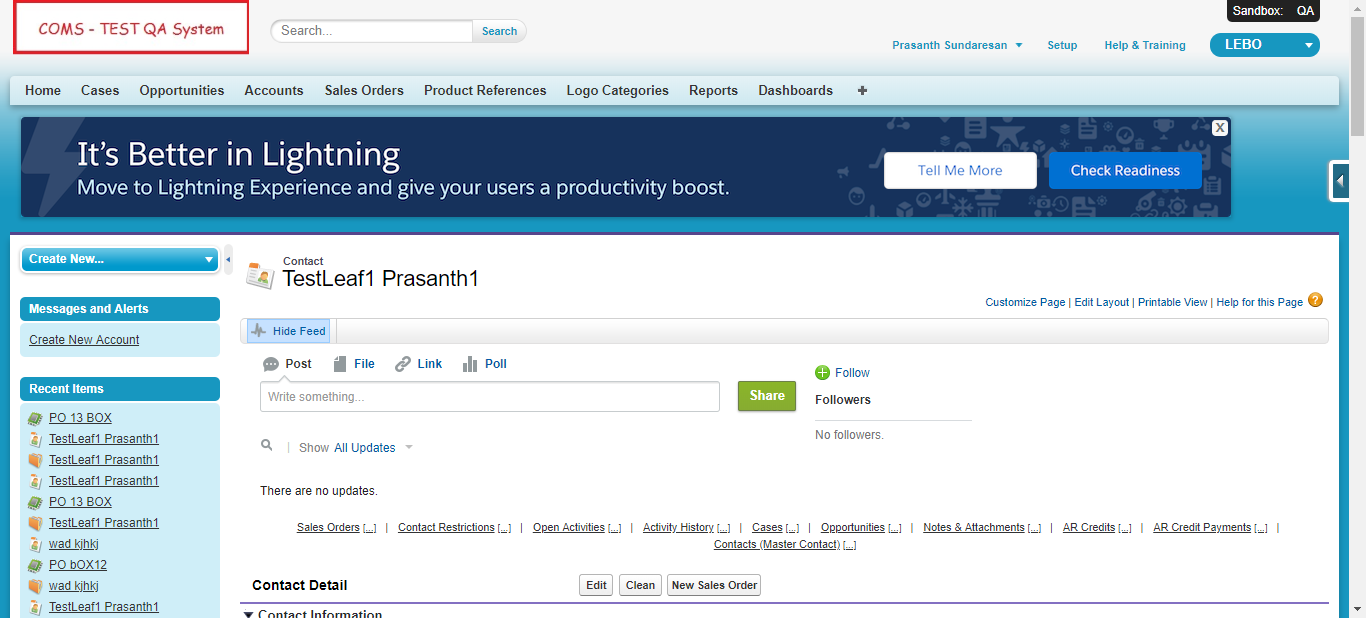 Sandbox: QA
COMS - TEST QA System
Search...
Search
Prasanth Sundaresan
Setup
Help & Training
LEBO
Home Cases Opportunities Accounts Sales Orders Product References Logo Categories Reports Dashboards +
It's Better in Lightning
Move to Lightning Experience and give your users a productivity boost.
Tell Me More
Check Readiness
X
Create New...
Messages and Alerts
Create New Account
Recent Items
PO 13 BOX
TestLeaf1 Prasanth1
TestLeaf1 Prasanth1
TestLeaf1 Prasanth1
PO 13 BOX
TestLeaf1 Prasanth1
wad kjhkj
PO bOX12
wad kjhkj
TestLeaf1 Prasanth1
Contact
TestLeaf1 Prasanth1
Customize Page | Edit Layout | Printable View | Help for this Page ?
Hide Feed
Post File Link Poll
Write something...
Share
Follow
Followers
No followers.
Show All Updates
There are no updates.
Sales Orders [...] | Contact Restrictions [...] | Open Activities [...] | Activity History [...] | Cases [...] | Opportunities [...] | Notes & Attachments [...] | AR Credits [...] | AR Credit Payments [...] |
Contacts (Master Contact) [...]
Contact Detail
Edit Clean New Sales Order
Contact Information